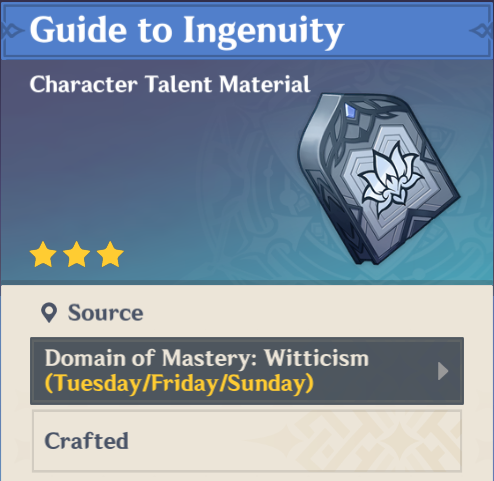 Guide to Ingenuity
Character Talent Material
Source
Domain of Mastery: Witticism
(Tuesday/Friday/Sunday)
Crafted